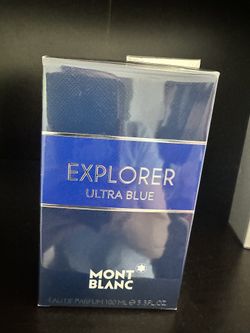 EXPLORER
ULTRA BLUE
MONT
BLANC
EAU DE PARFUM 100 ML ℮ 3.3 FL.OZ.